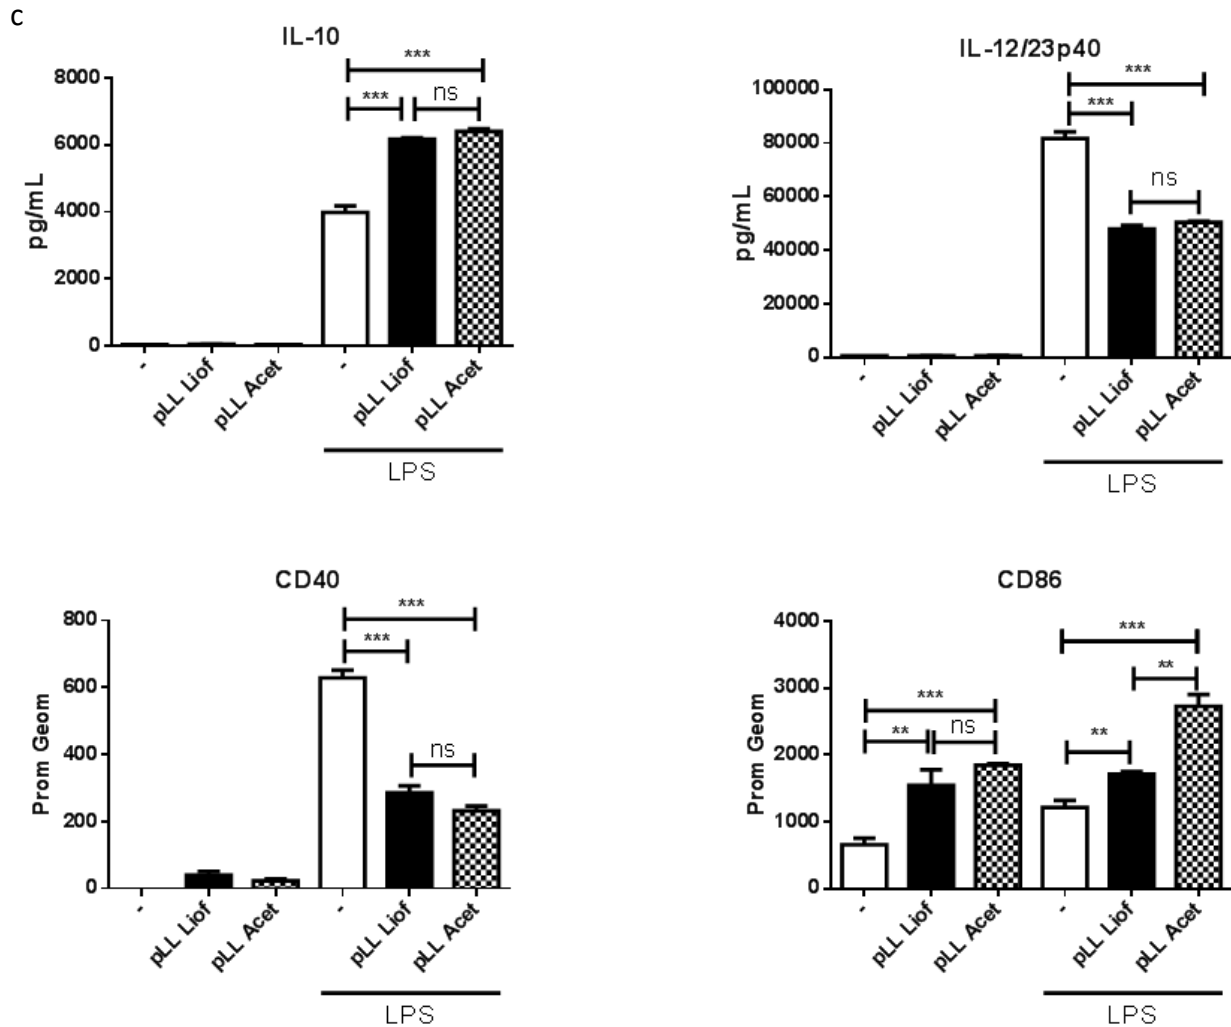 c
IL-10
***
***
ns
8000
6000
4000
2000
0
pg/mL
-
pLL Liof
pLL Acet
-
pLL Liof
pLL Acet
LPS
IL-12/23p40
***
***
ns
100000
80000
60000
40000
20000
0
pg/mL
-
pLL Liof
pLL Acet
-
pLL Liof
pLL Acet
LPS
CD40
***
***
ns
800
600
400
200
0
Prom Geom
-
pLL Liof
pLL Acet
-
pLL Liof
pLL Acet
LPS
CD86
***
**
***
**
ns
**
4000
3000
2000
1000
0
Prom Geom
-
pLL Liof
pLL Acet
-
pLL Liof
pLL Acet
LPS